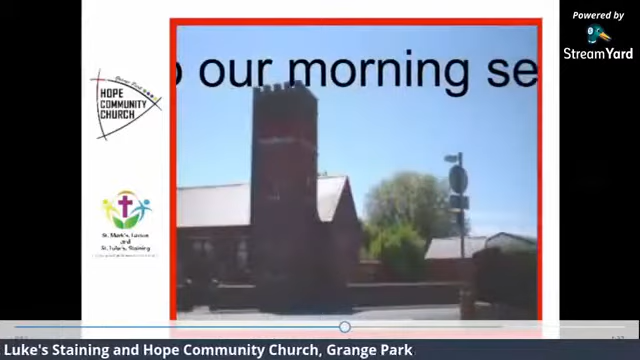 Powered by
StreamYard
o our morning se
HOPE
COMMUNITY
CHURCH
St. Mark's, Layton
and
St. Luke's, Staining
Luke's Staining and Hope Community Church, Grange Park